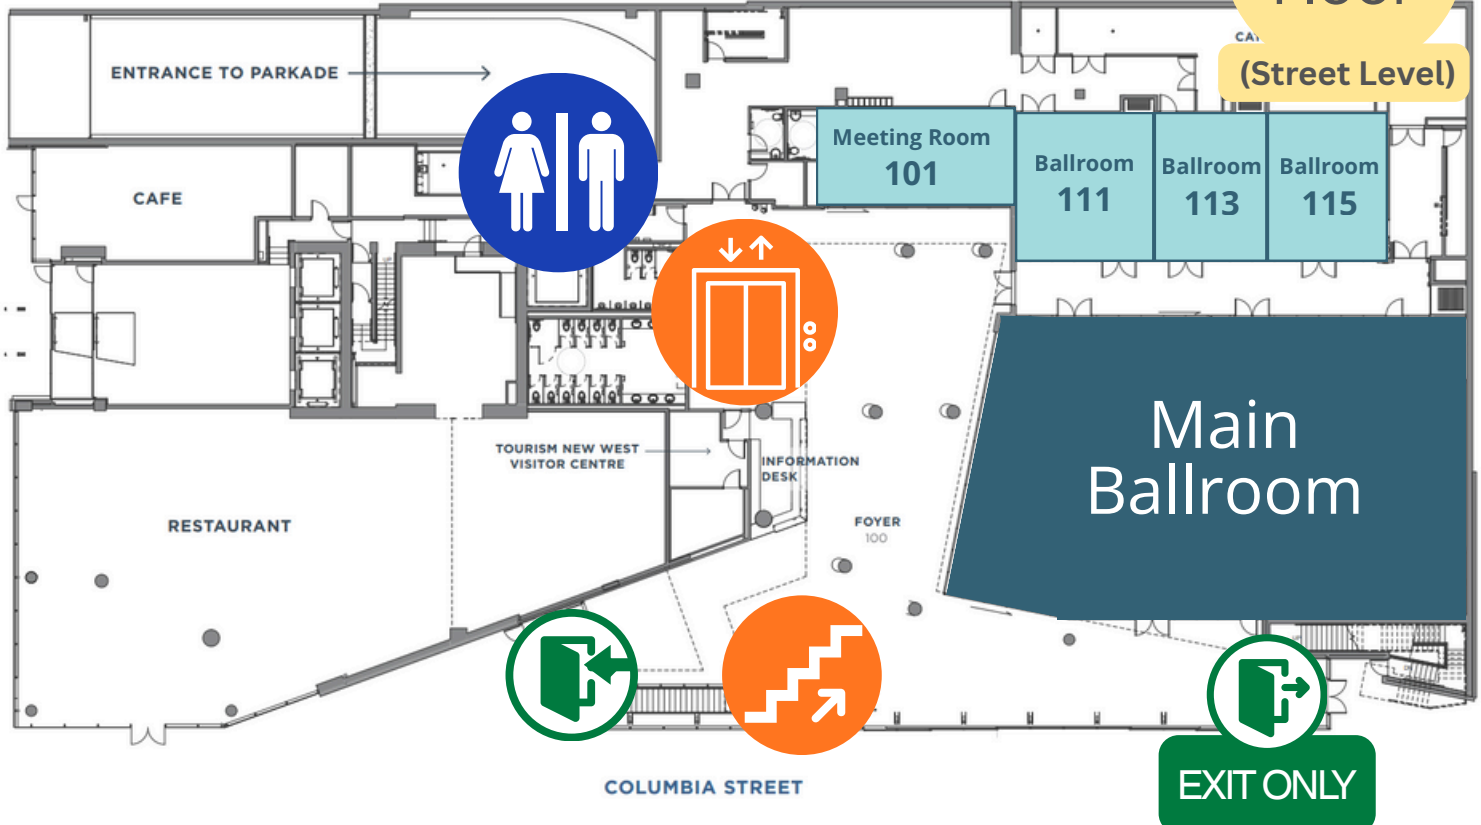 (Street Level)
ENTRANCE TO PARKADE
Meeting Room
101
Ballroom
111
Ballroom
113
Ballroom
115
CAFE
Main
Ballroom
TOURISM NEW WEST
VISITOR CENTRE
INFORMATION
DESK
RESTAURANT
FOYER
100
EXIT ONLY
COLUMBIA STREET